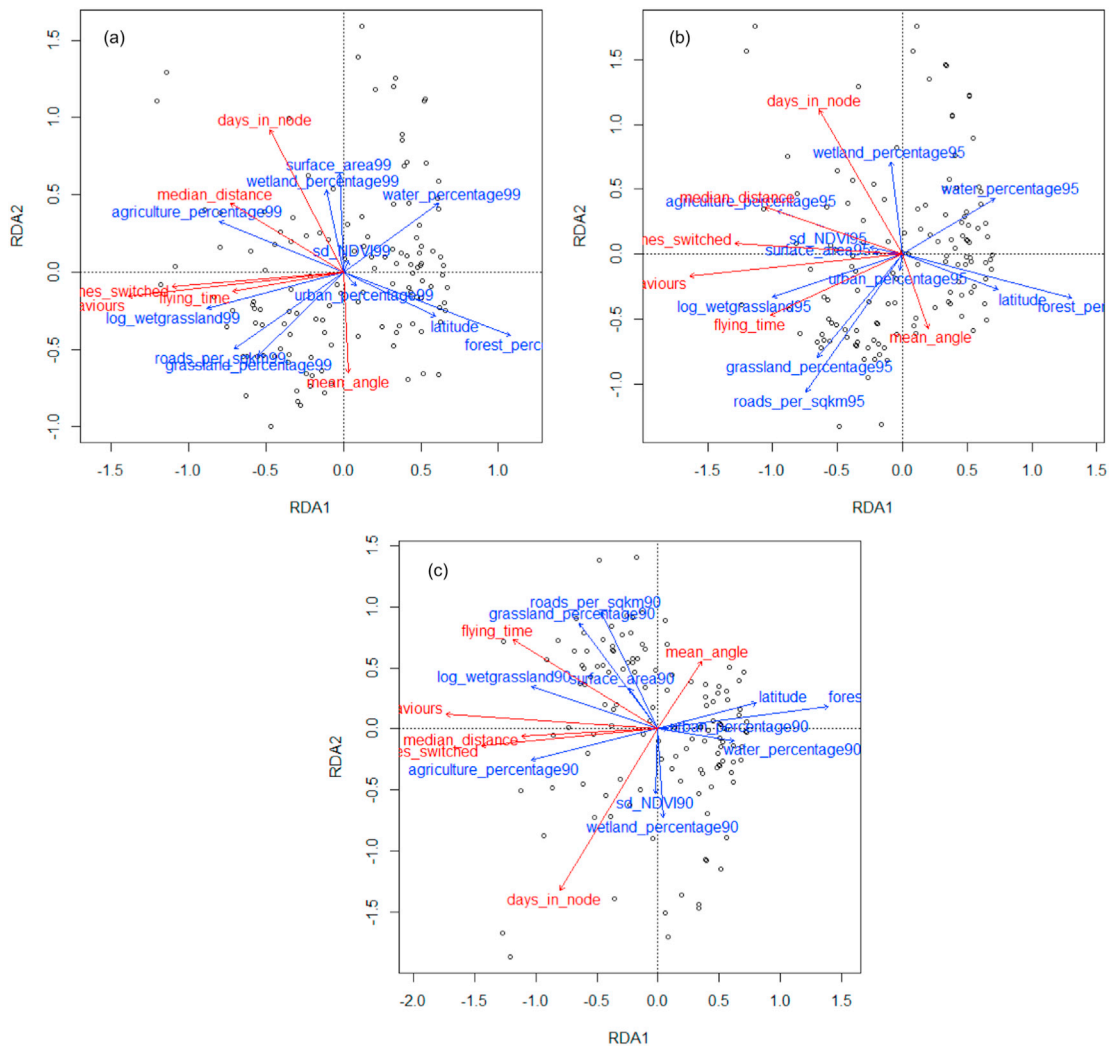 (a)
days_in_node
surface_area99
wetland_percentage99
median_distance
water_percentage99
agriculture_percentage99
sd_NDVI99
nes_switched
aviours
flying_time
urban_percentage99
log_wetgrassland99
latitude
forest_perc
roads_per_sqkm99
grassland_percentage99
mean_angle
RDA2
1.5
1.0
0.5
0.0
-0.5
-1.0
-1.5
-1.0
-0.5
0.0
0.5
1.0
RDA1
(b)
days_in_node
wetland_percentage95
median_distance
agriculture_percentage95
water_percentage95
nes_switched
sd_NDVI95
surface_area95
aviours
urban_percentage95
log_wetgrassland95
latitude
forest_per
flying_time
mean_angle
grassland_percentage95
roads_per_sqkm95
RDA2
1.5
1.0
0.5
0.0
-0.5
-1.0
-1.5
-1.0
-0.5
0.0
0.5
1.0
1.5
RDA1
(c)
roads_per_sqkm90
grassland_percentage90
flying_time
mean_angle
log_wetgrassland90
surface_area90
latitude
fores
aviours
urban_percentage90
median_distance
es_switched
water_percentage90
agriculture_percentage90
sd_NDVI90
wetland_percentage90
days_in_node
RDA2
1.5
1.0
0.5
0.0
-0.5
-1.0
-1.5
-2.0
-1.5
-1.0
-0.5
0.0
0.5
1.0
1.5
RDA1